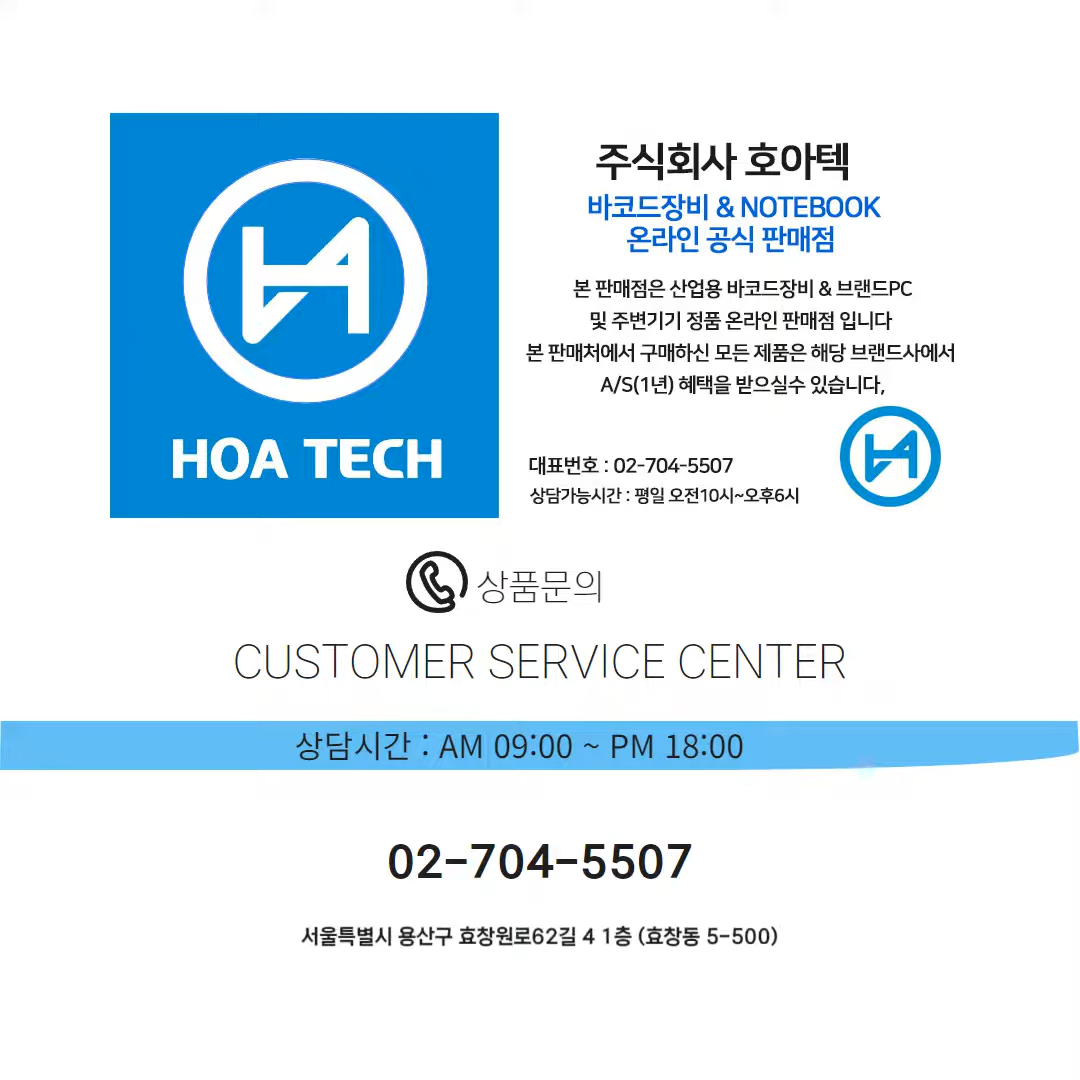 HOA TECH
주식회사 호아텍
바코드장비 & NOTEBOOK
온라인 공식 판매점
본 판매점은 산업용 바코드장비 & 브랜드PC
및 주변기기 정품 온라인 판매점 입니다
본 판매처에서 구매하신 모든 제품은 해당 브랜드사에서
A/S(1년) 혜택을 받으실수 있습니다,
대표번호 : 02-704-5507
상담가능시간 : 평일 오전10시~오후6시
상품문의
CUSTOMER SERVICE CENTER
상담시간 : AM 09:00 ~ PM 18:00
02-704-5507
서울특별시 용산구 효창원로62길 4 1층 (효창동 5-500)